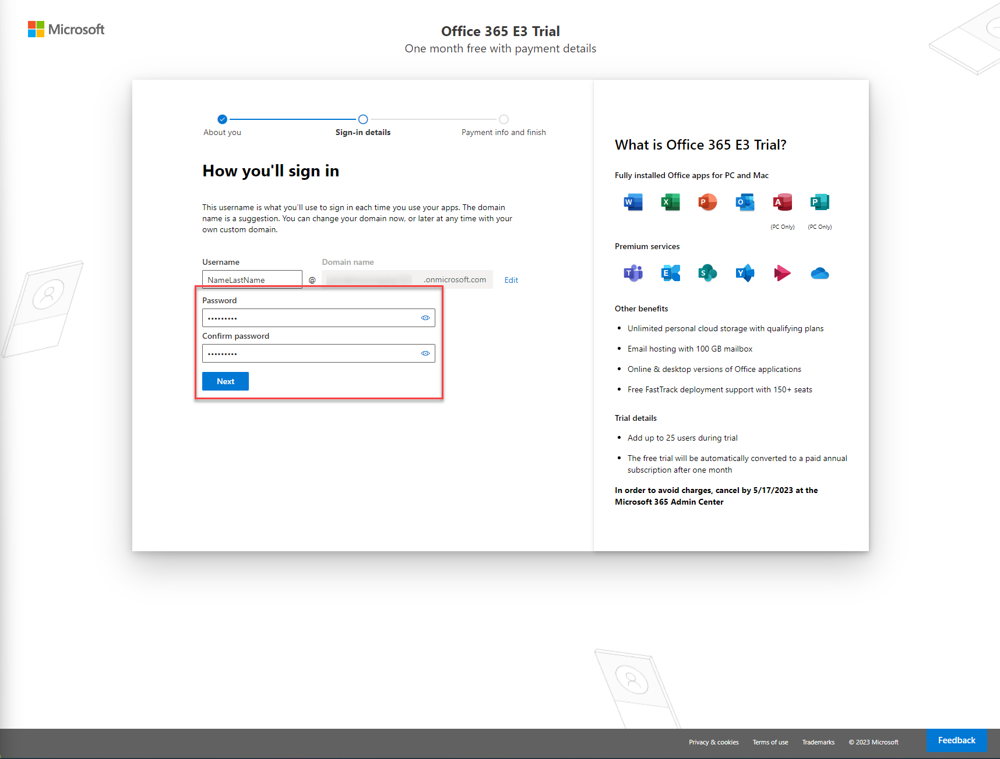 Microsoft
Office 365 E3 Trial
One month free with payment details
About you
Sign-in details
Payment info and finish
How you'll sign in
This username is what you'll use to sign in each time you use your apps. The domain
name is a suggestion. You can change your domain now, or later at any time with your
own custom domain.
Username
Domain name
NameLastName @ .onmicrosoft.com Edit
Password
•••••••••
Confirm password
•••••••••
Next
What is Office 365 E3 Trial?
Fully installed Office apps for PC and Mac
W X P O A P
(PC Only) (PC Only)
Premium services
T E S Y
Other benefits
• Unlimited personal cloud storage with qualifying plans
• Email hosting with 100 GB mailbox
• Online & desktop versions of Office applications
• Free FastTrack deployment support with 150+ seats
Trial details
• Add up to 25 users during trial
• The free trial will be automatically converted to a paid annual
subscription after one month
In order to avoid charges, cancel by 5/17/2023 at the
Microsoft 365 Admin Center
Privacy & cookies Terms of use Trademarks © 2023 Microsoft Feedback